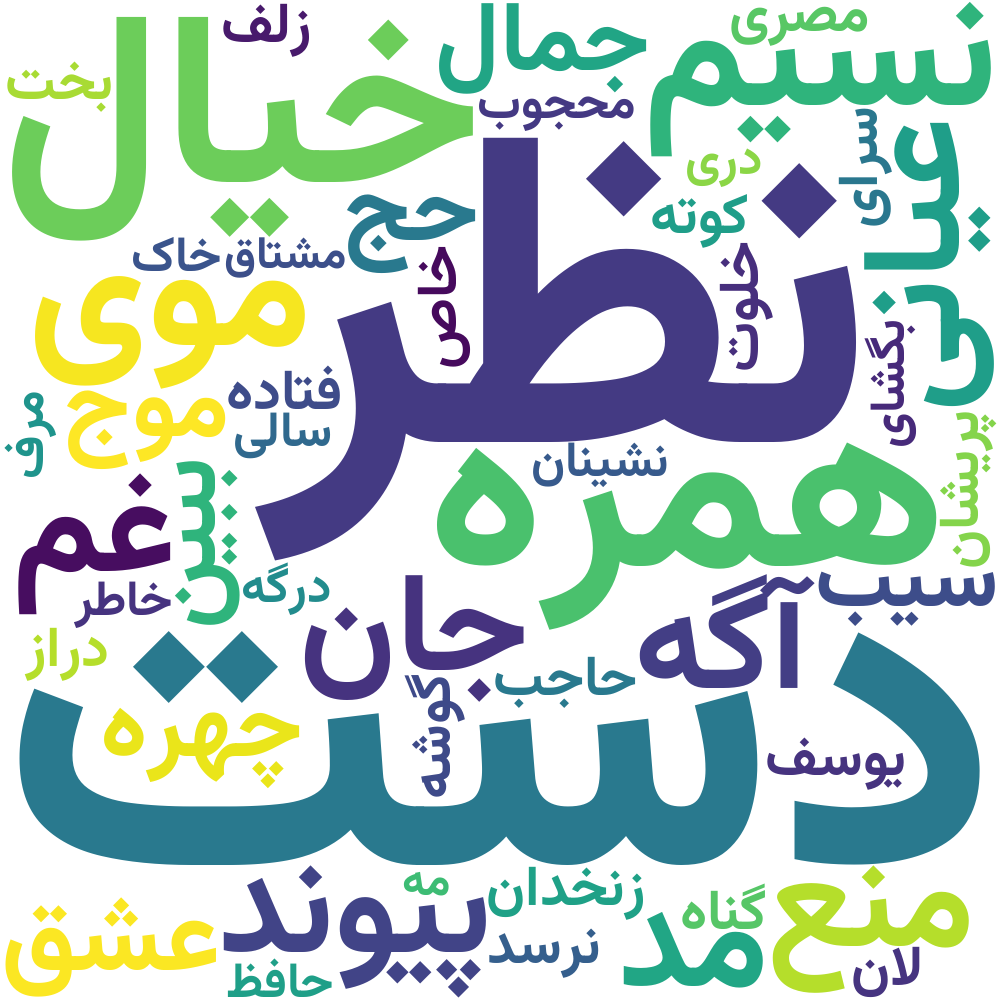 مصری
زلف
نسیم
جمال
خیال
بخت
محجوب
سرای
عیانی
دری
نظر
کوته
حج
خلوت
خاص
مشتاق
خاک
موی
بگشای
فتاده
موج
مرف
سالی
پریشان
نشینان
همره
ببین
غم
درگه
سیب
خاطر
جان
آگه
دراز
حاجب
دست
گوشه
چهره
یوسف
مه
پیوند
زنخدان
منع
گناه
عشق
مد
نرسد
لان
حافظ